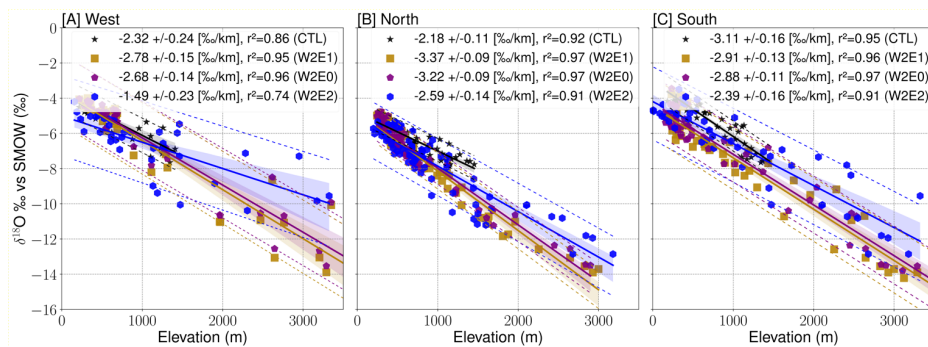 [A] West
-2.32 +/-0.24 [‰/km], r²=0.86 (CTL)
-2.78 +/-0.15 [‰/km], r²=0.95 (W2E1)
-2.68 +/-0.14 [‰/km], r²=0.96 (W2E0)
-1.49 +/-0.23 [‰/km], r²=0.74 (W2E2)
[B] North
-2.18 +/-0.11 [‰/km], r²=0.92 (CTL)
-3.37 +/-0.09 [‰/km], r²=0.97 (W2E1)
-3.22 +/-0.09 [‰/km], r²=0.97 (W2E0)
-2.59 +/-0.14 [‰/km], r²=0.91 (W2E2)
[C] South
-3.11 +/-0.16 [‰/km], r²=0.95 (CTL)
-2.91 +/-0.13 [‰/km], r²=0.96 (W2E1)
-2.88 +/-0.11 [‰/km], r²=0.97 (W2E0)
-2.39 +/-0.16 [‰/km], r²=0.91 (W2E2)
δ¹⁸O ‰ vs SMOW (‰)
0
−2
−4
−6
−8
−10
−12
−14
−16
0 1000 2000 3000
0 1000 2000 3000
0 1000 2000 3000
Elevation (m)
Elevation (m)
Elevation (m)